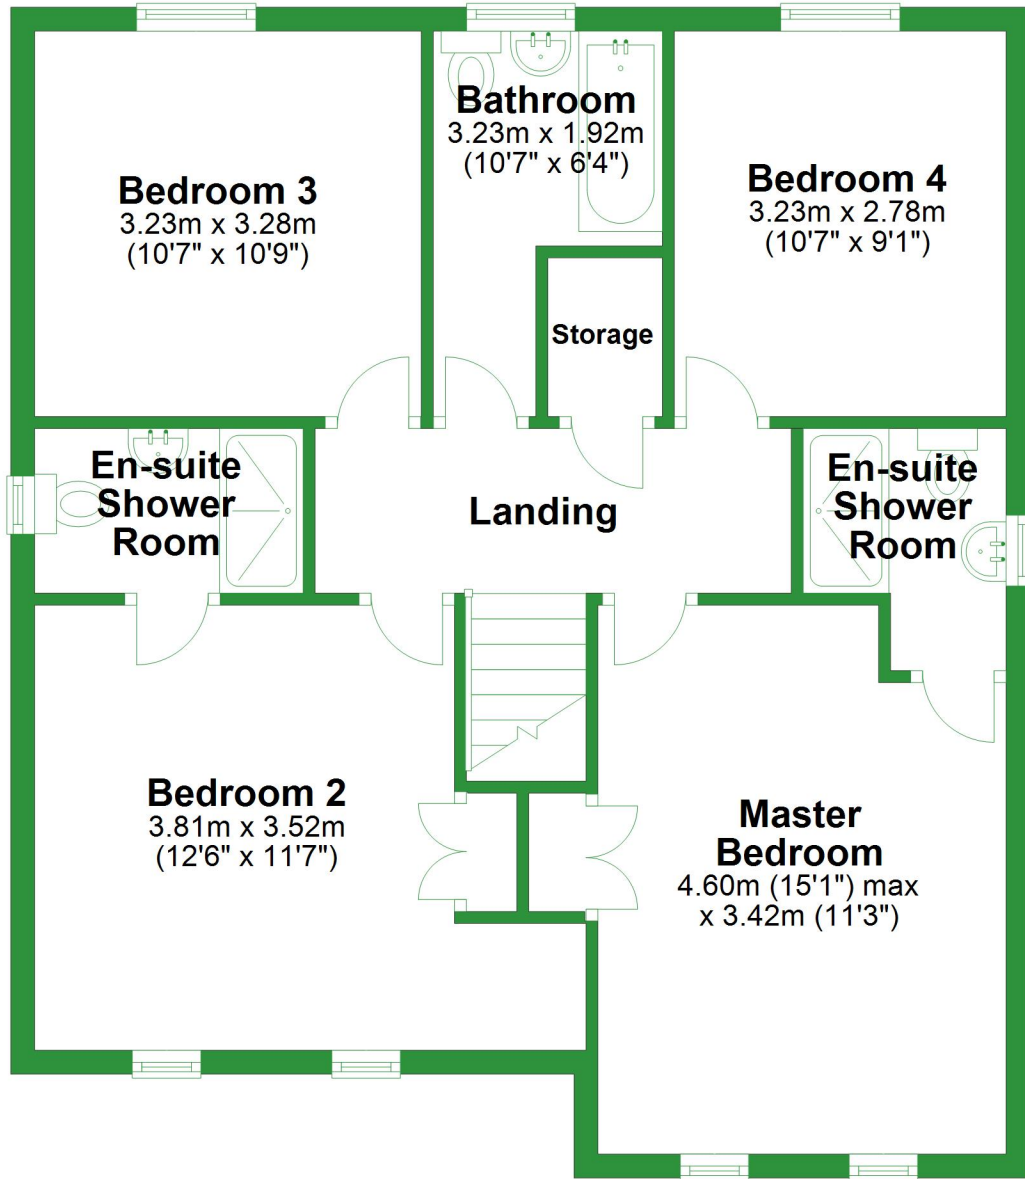 Bathroom
3.23m x 1.92m
(10'7" x 6'4")
Bedroom 3
3.23m x 3.28m
(10'7" x 10'9")
Bedroom 4
3.23m x 2.78m
(10'7" x 9'1")
Storage
En-suite
Shower
Room
Landing
En-suite
Shower
Room
Bedroom 2
3.81m x 3.52m
(12'6" x 11'7")
Master
Bedroom
4.60m (15'1") max
x 3.42m (11'3")